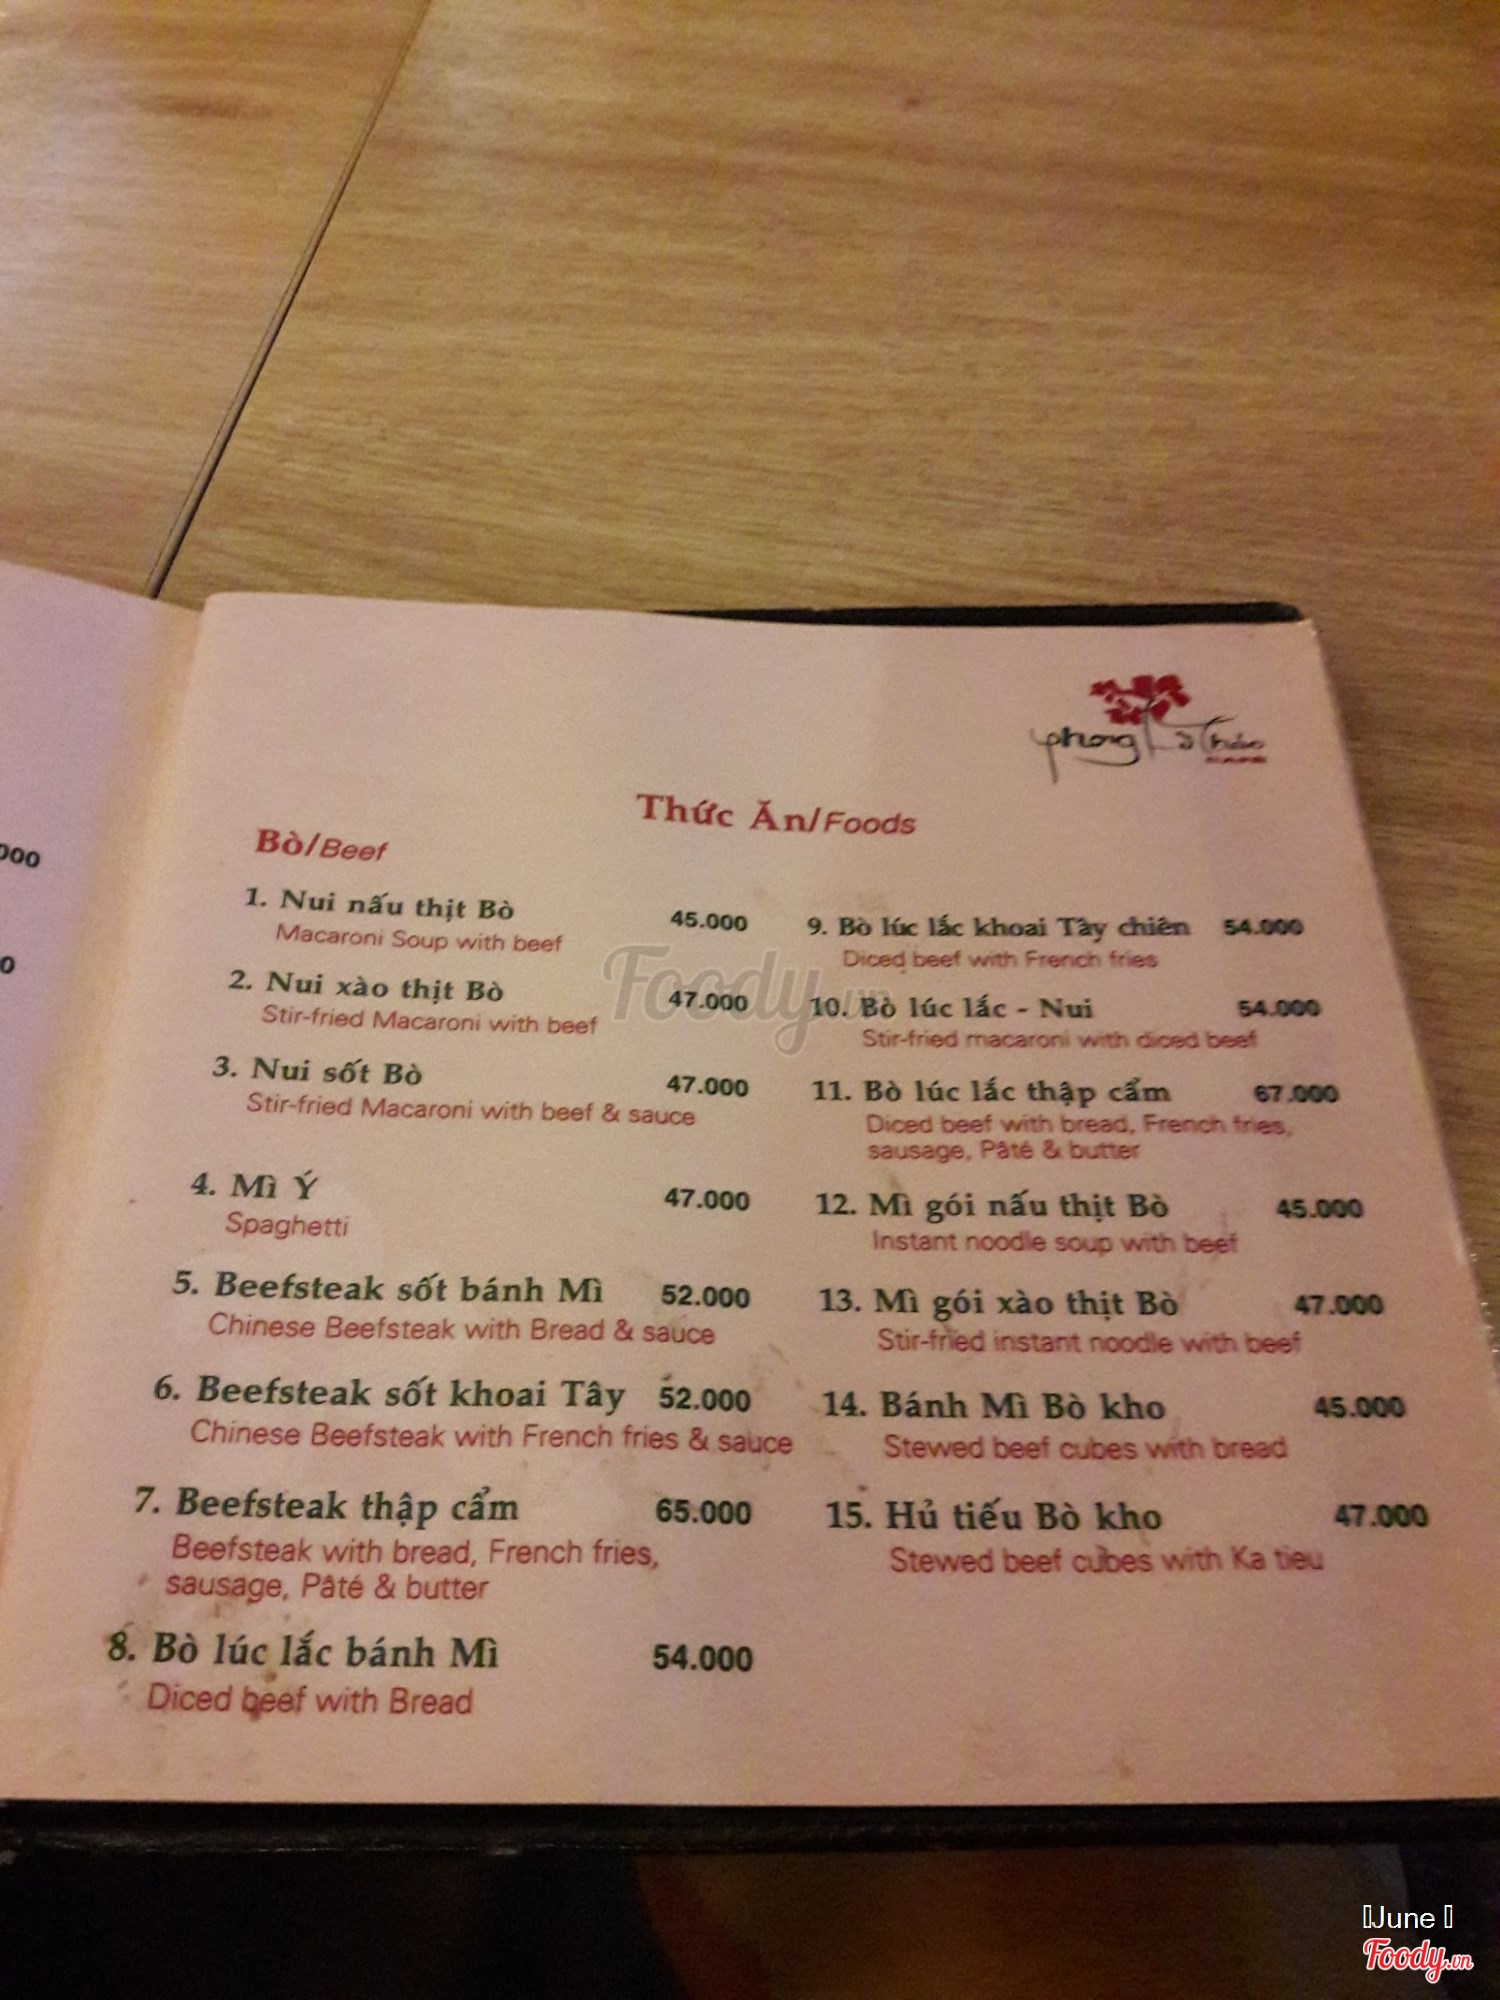 000
0
Phong Thảo
CAFE
Thức Ăn/Foods
Bò/Beef
1. Nui nấu thịt Bò 45.000
Macaroni Soup with beef
2. Nui xào thịt Bò 47.000
Stir-fried Macaroni with beef
3. Nui sốt Bò 47.000
Stir-fried Macaroni with beef & sauce
4. Mì Ý 47.000
Spaghetti
5. Beefsteak sốt bánh Mì 52.000
Chinese Beefsteak with Bread & sauce
6. Beefsteak sốt khoai Tây 52.000
Chinese Beefsteak with French fries & sauce
7. Beefsteak thập cẩm 65.000
Beefsteak with bread, French fries,
sausage, Pâté & butter
8. Bò lúc lắc bánh Mì 54.000
Diced beef with Bread
9. Bò lúc lắc khoai Tây chiên 54.000
Diced beef with French fries
10. Bò lúc lắc - Nui 54.000
Stir-fried macaroni with diced beef
11. Bò lúc lắc thập cẩm 67.000
Diced beef with bread, French fries,
sausage, Pâté & butter
12. Mì gói nấu thịt Bò 45.000
Instant noodle soup with beef
13. Mì gói xào thịt Bò 47.000
Stir-fried instant noodle with beef
14. Bánh Mì Bò kho 45.000
Stewed beef cubes with bread
15. Hủ tiếu Bò kho 47.000
Stewed beef cubes with Ka tieu
Foody.vn
June
Foody.vn